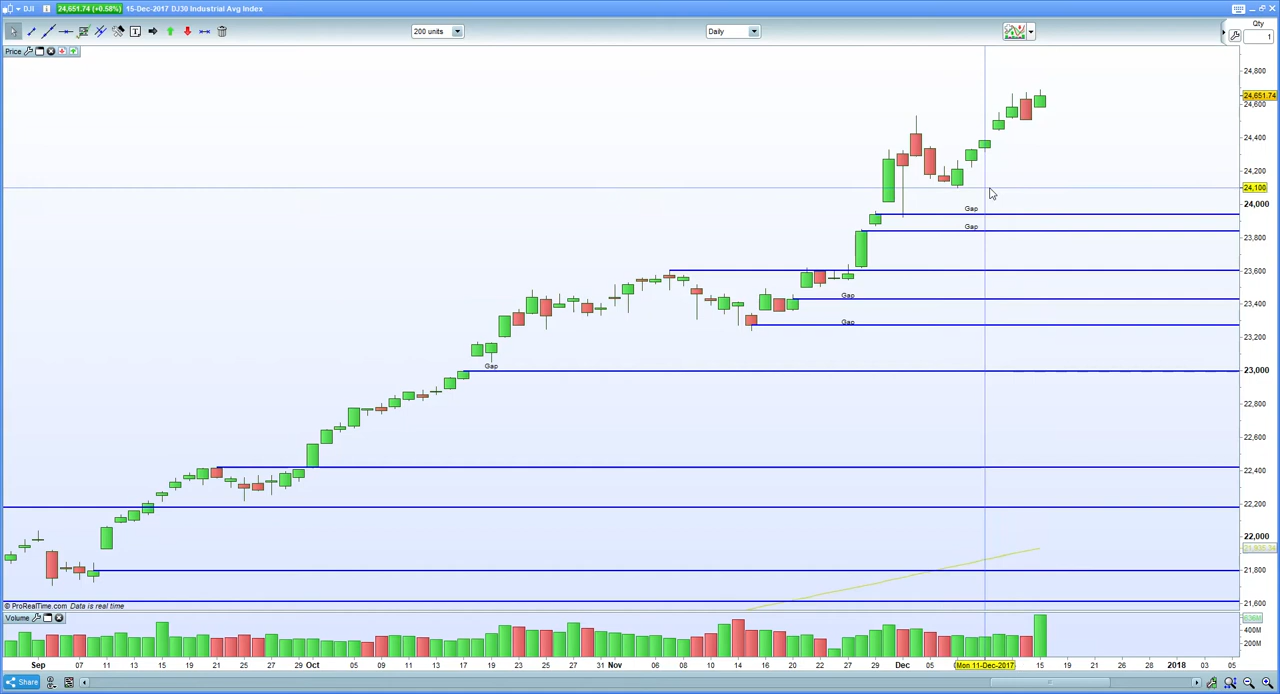 DJI 24,651.74 (+0.58%) 15-Dec-2017 DJ30 Industrial Avg Index
200 units Daily Qty
1
Price
24,800
24,651.74
24,600
24,400
24,200
24,100
24,000
Gap
Gap
23,800
23,600
Gap
23,400
Gap
23,200
Gap
23,000
22,800
22,600
22,400
22,200
22,000
21,800
21,600
© ProRealTime.com Data is real time
Volume
400M
200M
Sep 07 11 13 15 19 21 25 27 29 Oct 05 09 11 13 17 19 23 25 27 31 Nov 06 08 10 14 16 20 22 27 29 Dec 05 07 Mon 11-Dec-2017 15 19 21 25 27 2018 03 05
Share